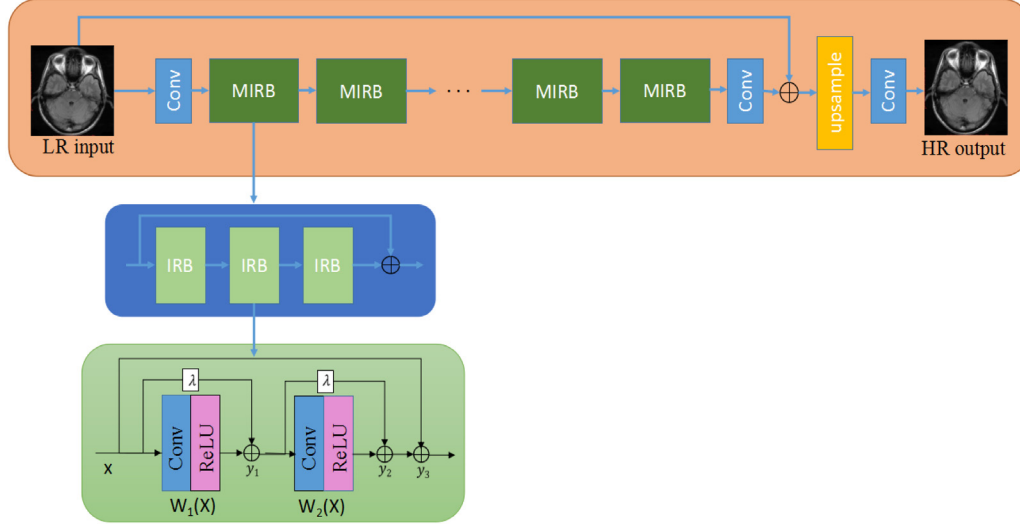 LR input
Conv
MIRB
MIRB
...
MIRB
MIRB
Conv
upsample
Conv
HR output
IRB
IRB
IRB
λ
λ
x
Conv
ReLU
y₁
Conv
ReLU
y₂
y₃
W₁(X)
W₂(X)